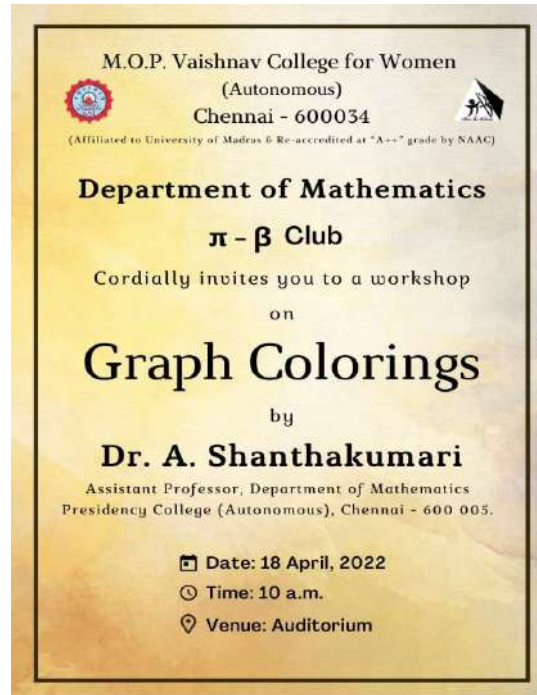 M.O.P. Vaishnav College for Women
(Autonomous)
Chennai - 600034
(Affiliated to University of Madras & Re-accredited at "A++" grade by NAAC)
Department of Mathematics
π - β Club
Cordially invites you to a workshop
on
Graph Colorings
by
Dr. A. Shanthakumari
Assistant Professor, Department of Mathematics
Presidency College (Autonomous), Chennai - 600 005.
Date: 18 April, 2022
Time: 10 a.m.
Venue: Auditorium